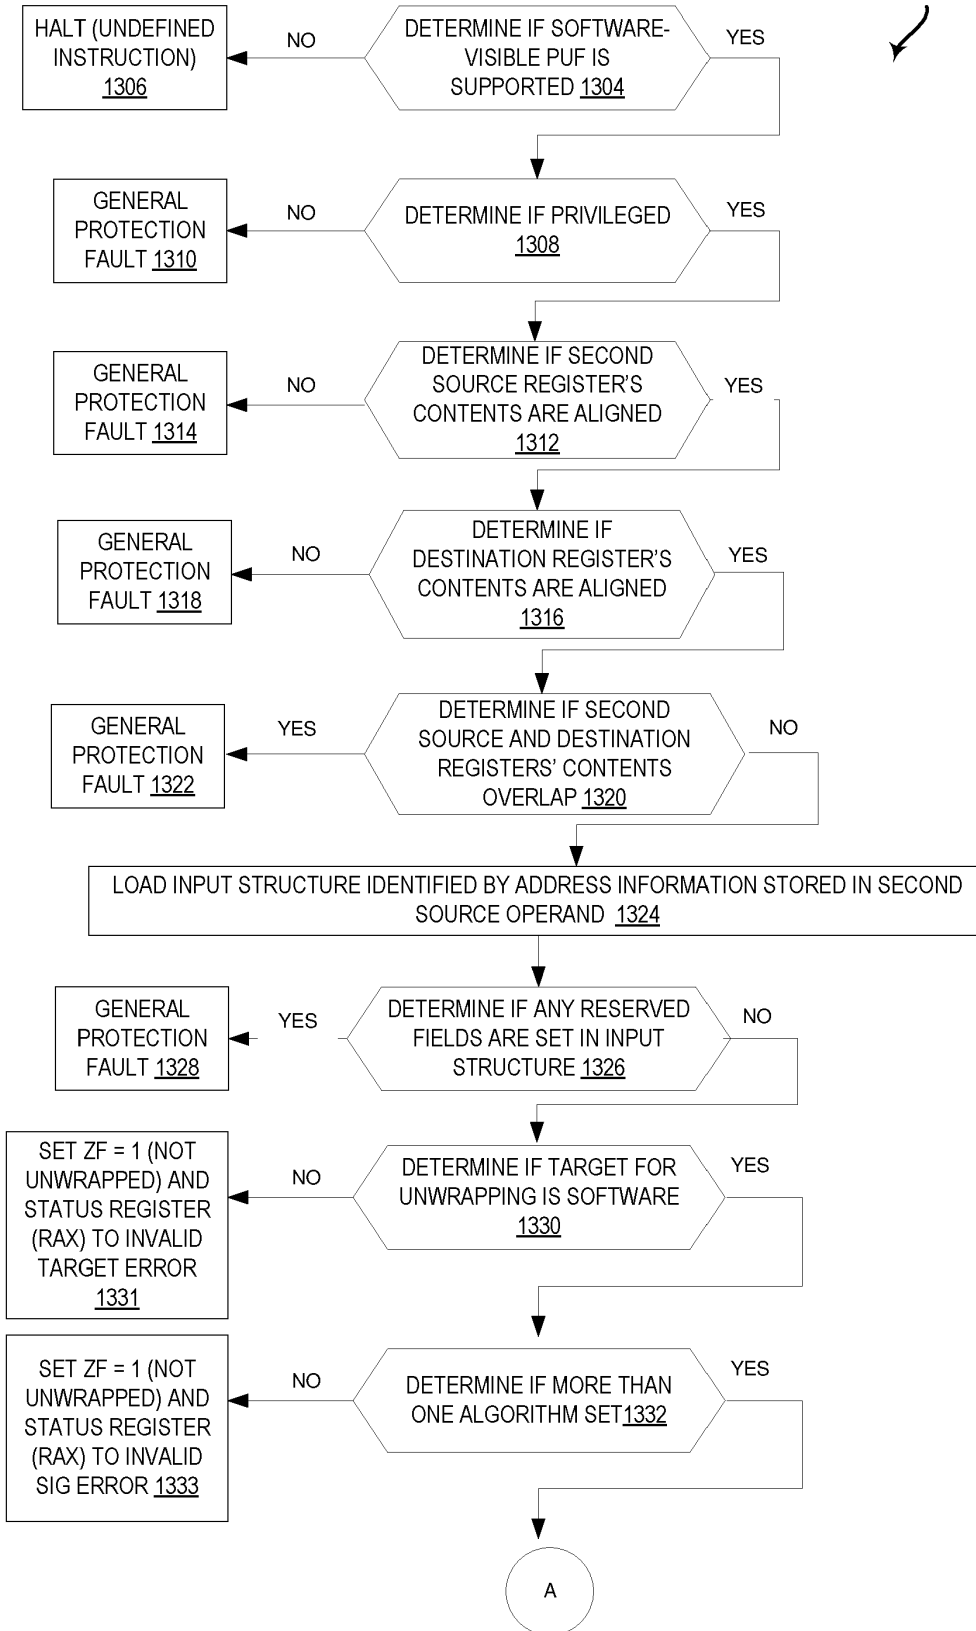 HALT (UNDEFINED
INSTRUCTION)
1306
NO
DETERMINE IF SOFTWARE-
VISIBLE PUF IS
SUPPORTED 1304
YES
GENERAL
PROTECTION
FAULT 1310
NO
DETERMINE IF PRIVILEGED
1308
YES
GENERAL
PROTECTION
FAULT 1314
NO
DETERMINE IF SECOND
SOURCE REGISTER'S
CONTENTS ARE ALIGNED
1312
YES
GENERAL
PROTECTION
FAULT 1318
NO
DETERMINE IF
DESTINATION REGISTER'S
CONTENTS ARE ALIGNED
1316
YES
GENERAL
PROTECTION
FAULT 1322
YES
DETERMINE IF SECOND
SOURCE AND DESTINATION
REGISTERS' CONTENTS
OVERLAP 1320
NO
LOAD INPUT STRUCTURE IDENTIFIED BY ADDRESS INFORMATION STORED IN SECOND
SOURCE OPERAND 1324
GENERAL
PROTECTION
FAULT 1328
YES
DETERMINE IF ANY RESERVED
FIELDS ARE SET IN INPUT
STRUCTURE 1326
NO
SET ZF = 1 (NOT
UNWRAPPED) AND
STATUS REGISTER
(RAX) TO INVALID
TARGET ERROR
1331
NO
DETERMINE IF TARGET FOR
UNWRAPPING IS SOFTWARE
1330
YES
SET ZF = 1 (NOT
UNWRAPPED) AND
STATUS REGISTER
(RAX) TO INVALID
SIG ERROR 1333
NO
DETERMINE IF MORE THAN
ONE ALGORITHM SET1332
YES
A